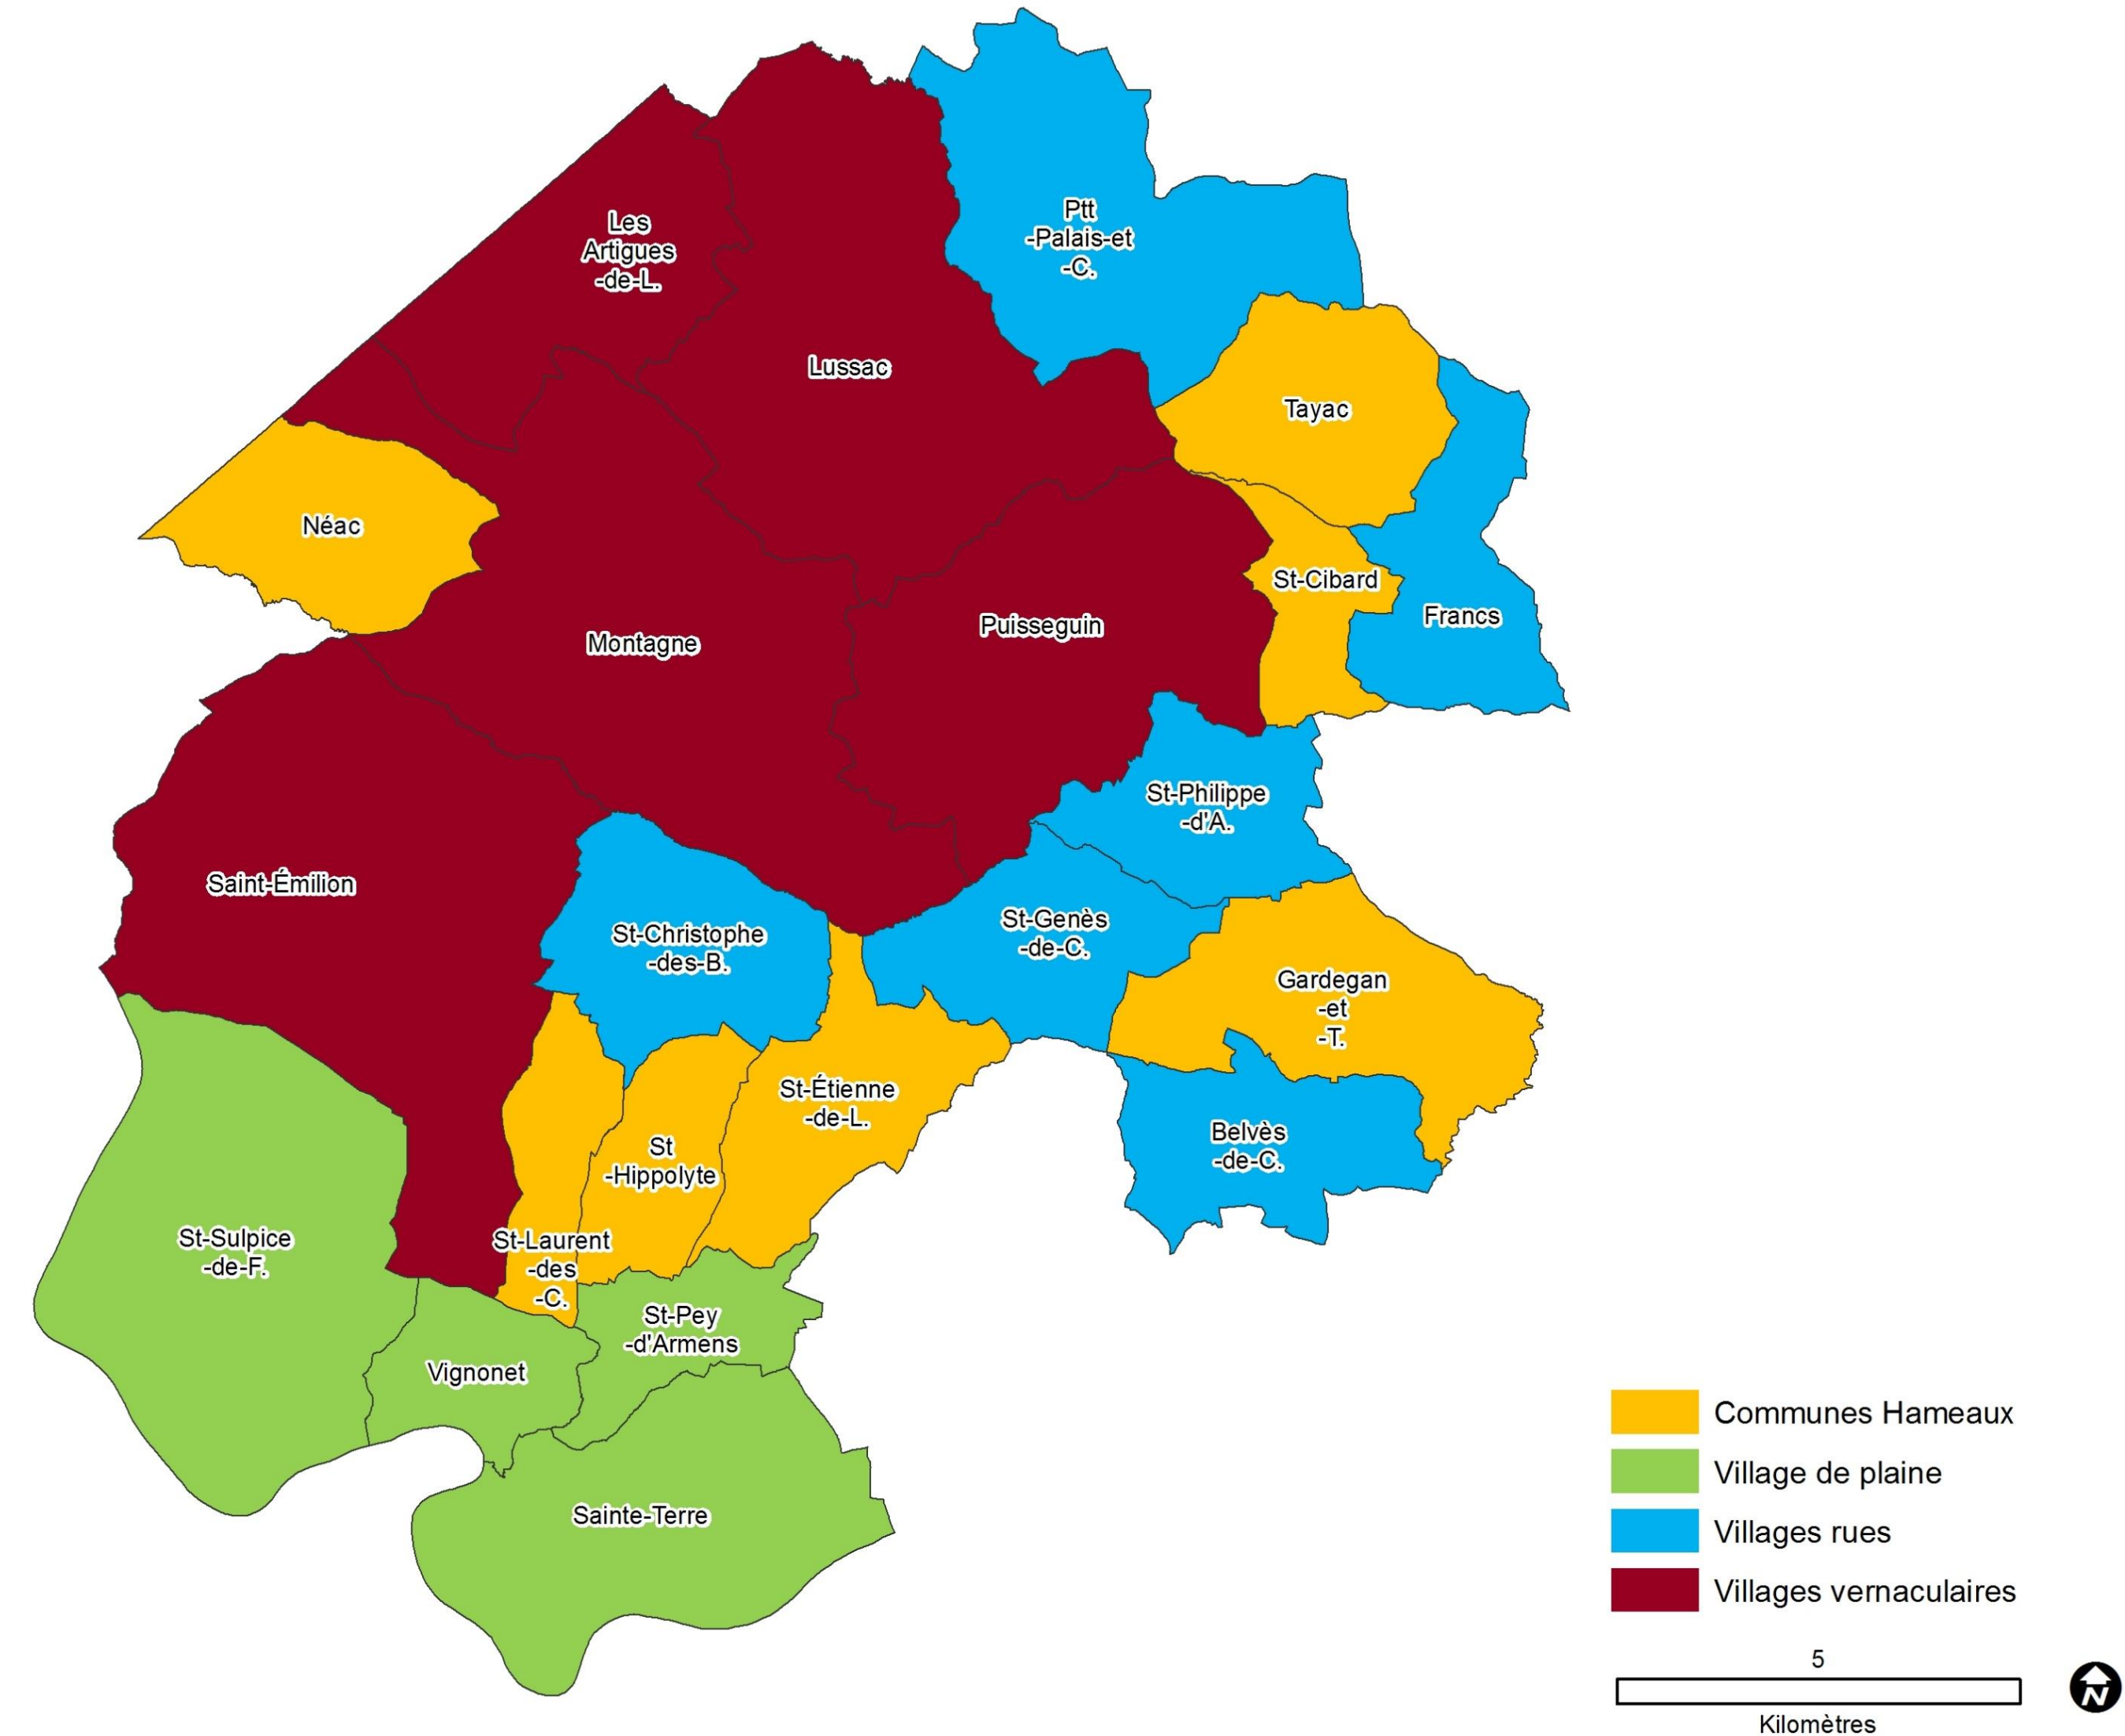 Les
Artigues
-de-L.
Ptt
-Palais-et
-C.
Lussac
Tayac
Néac
St-Cibard
Francs
Puisseguin
Montagne
St-Philippe
-d'A.
Saint-Émilion
St-Christophe
-des-B.
St-Genès
-de-C.
Gardegan
-et
-T.
St-Étienne
-de-L.
Belvès
-de-C.
St
-Hippolyte
St-Sulpice
-de-F.
St-Laurent
-des
-C.
St-Pey
-d'Armens
Vignonet
Sainte-Terre
Communes Hameaux
Village de plaine
Villages rues
Villages vernaculaires
5
Kilomètres
N